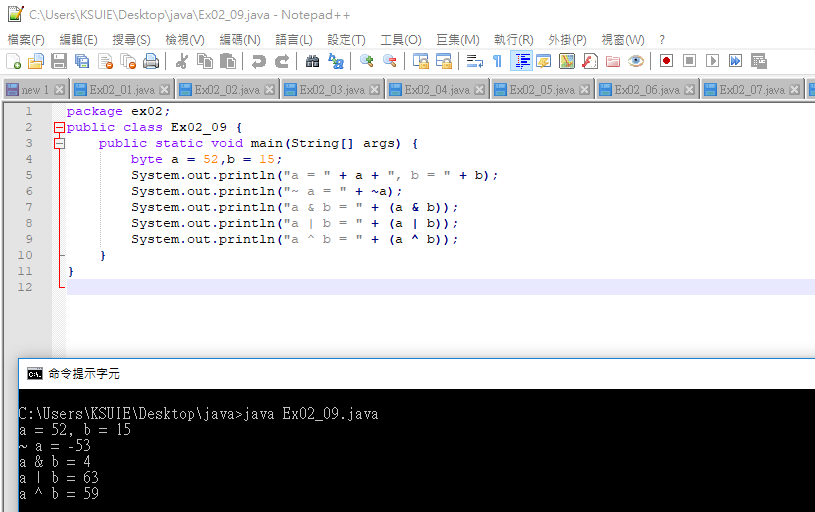 C:\Users\KSUIE\Desktop\java\Ex02_09.java - Notepad++
檔案(F) 編輯(E) 搜尋(S) 檢視(V) 編碼(N) 語言(L) 設定(T) 工具(O) 巨集(M) 執行(R) 外掛(P) 視窗(W) ?
new 1 Ex02_01.java Ex02_02.java Ex02_03.java Ex02_04.java Ex02_05.java Ex02_06.java Ex02_07.java
1 package ex02;
2 public class Ex02_09 {
3 public static void main(String[] args) {
4 byte a = 52,b = 15;
5 System.out.println("a = " + a + ", b = " + b);
6 System.out.println("~ a = " + ~a);
7 System.out.println("a & b = " + (a & b));
8 System.out.println("a | b = " + (a | b));
9 System.out.println("a ^ b = " + (a ^ b));
10 }
11 }
12
命令提示字元
C:\Users\KSUIE\Desktop\java>java Ex02_09.java
a = 52, b = 15
~ a = -53
a & b = 4
a | b = 63
a ^ b = 59